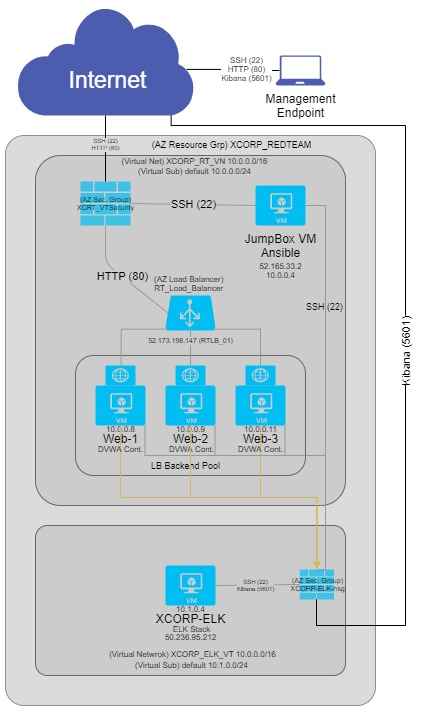 Internet
SSH (22)
HTTP (80)
Kibana (5601)
Management
Endpoint
SSH (22)
HTTP (80)
(AZ Resource Grp) XCORP_REDTEAM
(Virtual Net) XCORP_RT_VN 10.0.0.0/16
(Virtual Sub) default 10.0.0.0/24
(AZ Sec. Group)
XCRT_VTSecurity
SSH (22)
VM
JumpBox VM
Ansible
52.165.33.2
10.0.0.4
HTTP (80)
(AZ Load Balancer)
RT_Load_Balancer
SSH (22)
52.173.198.147 (RTLB_01)
Kibana (5601)
VM
VM
VM
10.0.0.8
10.0.0.9
10.0.0.11
Web-1
Web-2
Web-3
DVWA Cont.
DVWA Cont.
DVWA Cont.
LB Backend Pool
VM
SSH (22)
Kibana (5601)
(AZ Sec. Group)
XCORP-ELK-nsg
10.1.0.4
XCORP-ELK
ELK Stack
50.236.95.212
(Virtual Netwrok) XCORP_ELK_VT 10.0.0.0/16
(Virtual Sub) default 10.1.0.0/24